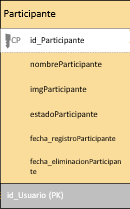 Participante
CP id_Participante
nombreParticipante
imgParticipante
estadoParticipante
fecha_registroParticipante
fecha_eliminacionParticipan
te
id_Usuario (PK)